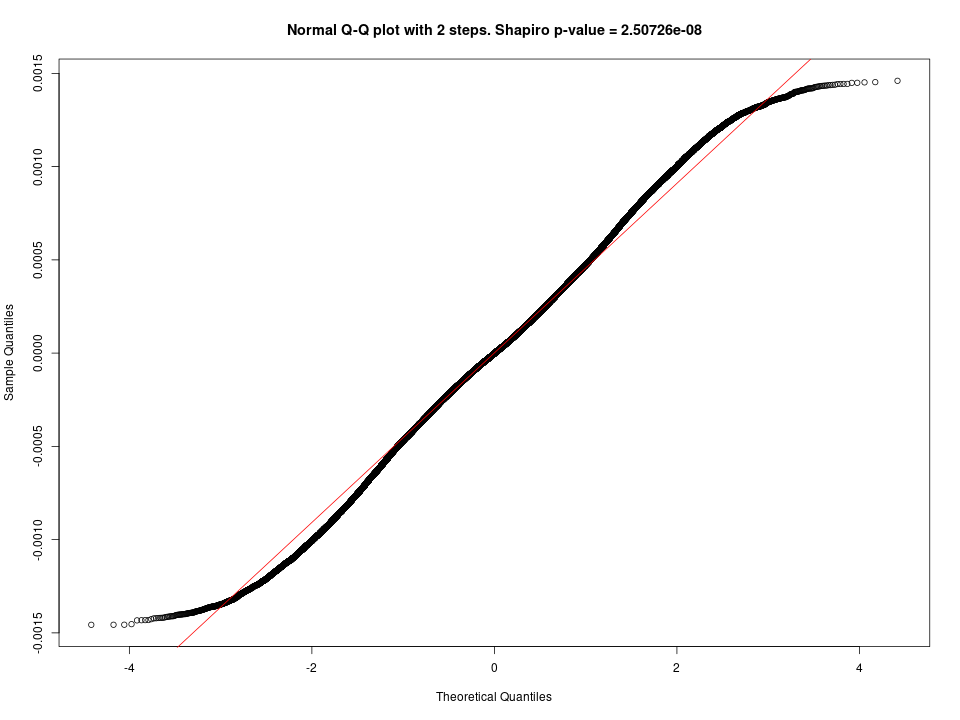 Normal Q-Q plot with 2 steps. Shapiro p-value = 2.50726e-08
Sample Quantiles
0.0015
0.0010
0.0005
0.0000
-0.0005
-0.0010
-0.0015
-4 -2 0 2 4
Theoretical Quantiles